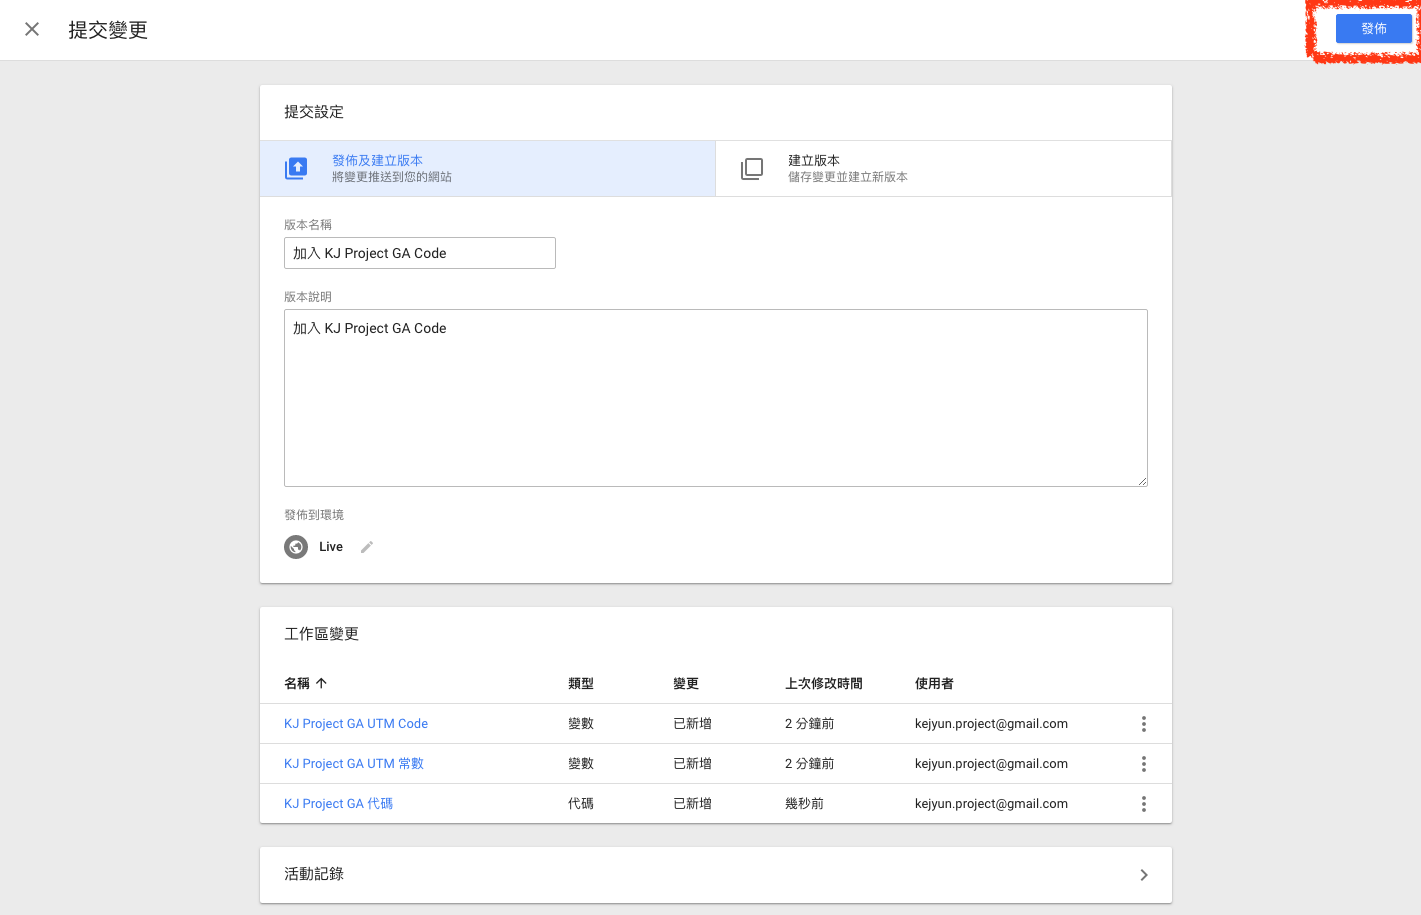 提交變更
發佈
提交設定
發佈及建立版本
將變更推送到您的網站
建立版本
儲存變更並建立新版本
版本名稱
加入 KJ Project GA Code
版本說明
加入 KJ Project GA Code
發佈到環境
Live
工作區變更
名稱 類型 變更 上次修改時間 使用者
KJ Project GA UTM Code 變數 已新增 2 分鐘前 kejyun.project@gmail.com
KJ Project GA UTM 常數 變數 已新增 2 分鐘前 kejyun.project@gmail.com
KJ Project GA 代碼 代碼 已新增 幾秒前 kejyun.project@gmail.com
活動記錄